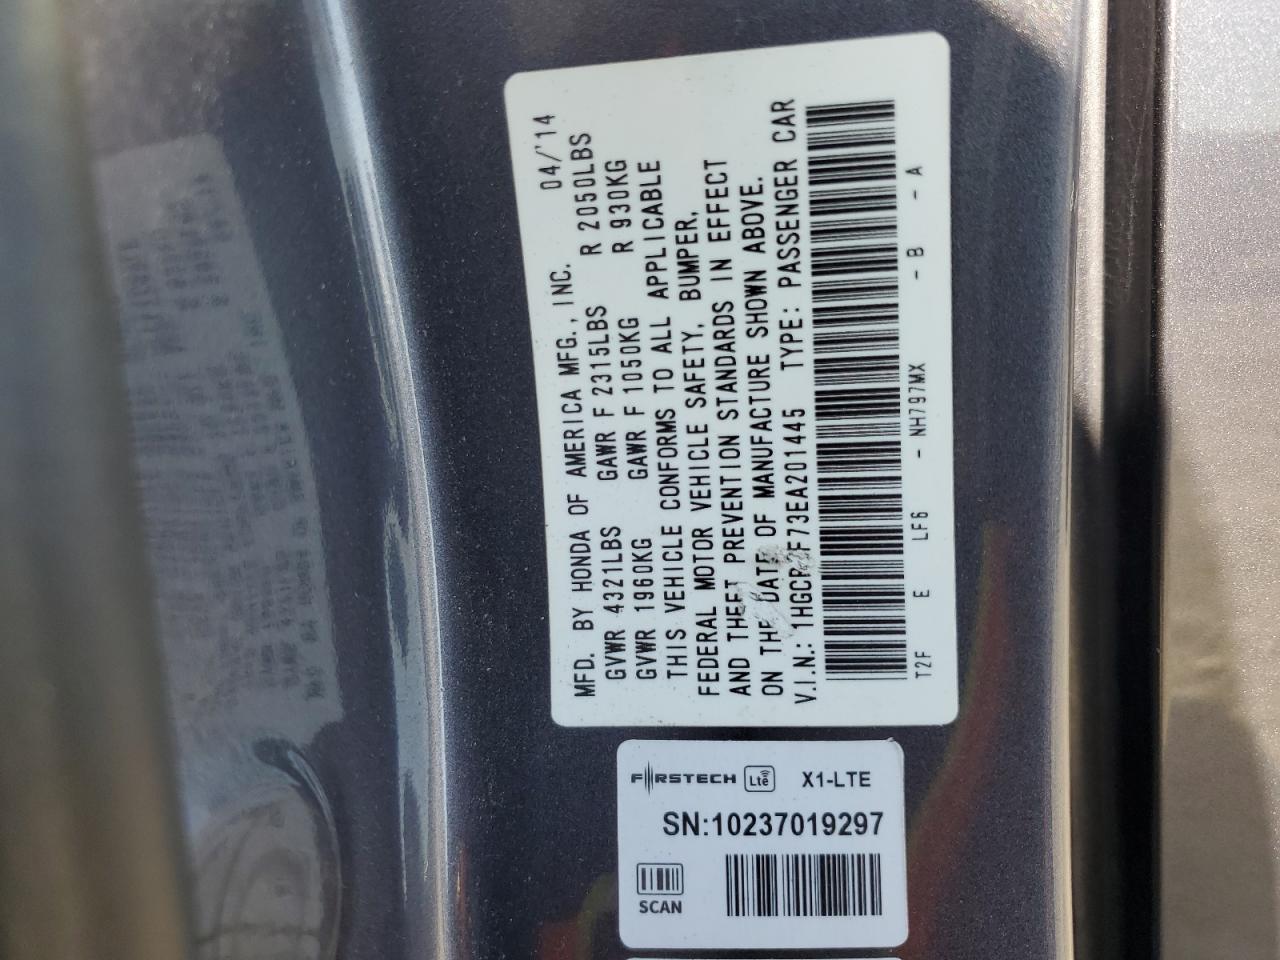 MFD. BY HONDA OF AMERICA MFG., INC. 04/'14
GVWR 4321LBS GAWR F 2315LBS R 2050LBS
GVWR 1960KG GAWR F 1050KG R 930KG
THIS VEHICLE CONFORMS TO ALL APPLICABLE
FEDERAL MOTOR VEHICLE SAFETY, BUMPER,
AND THEFT PREVENTION STANDARDS IN EFFECT
ON THE DATE OF MANUFACTURE SHOWN ABOVE.
V.I.N.: TYPE: PASSENGER CAR
T2F E LF6 - NH797MX - B - A
FIRSTECH Lte X1-LTE
SN:10237019297
SCAN